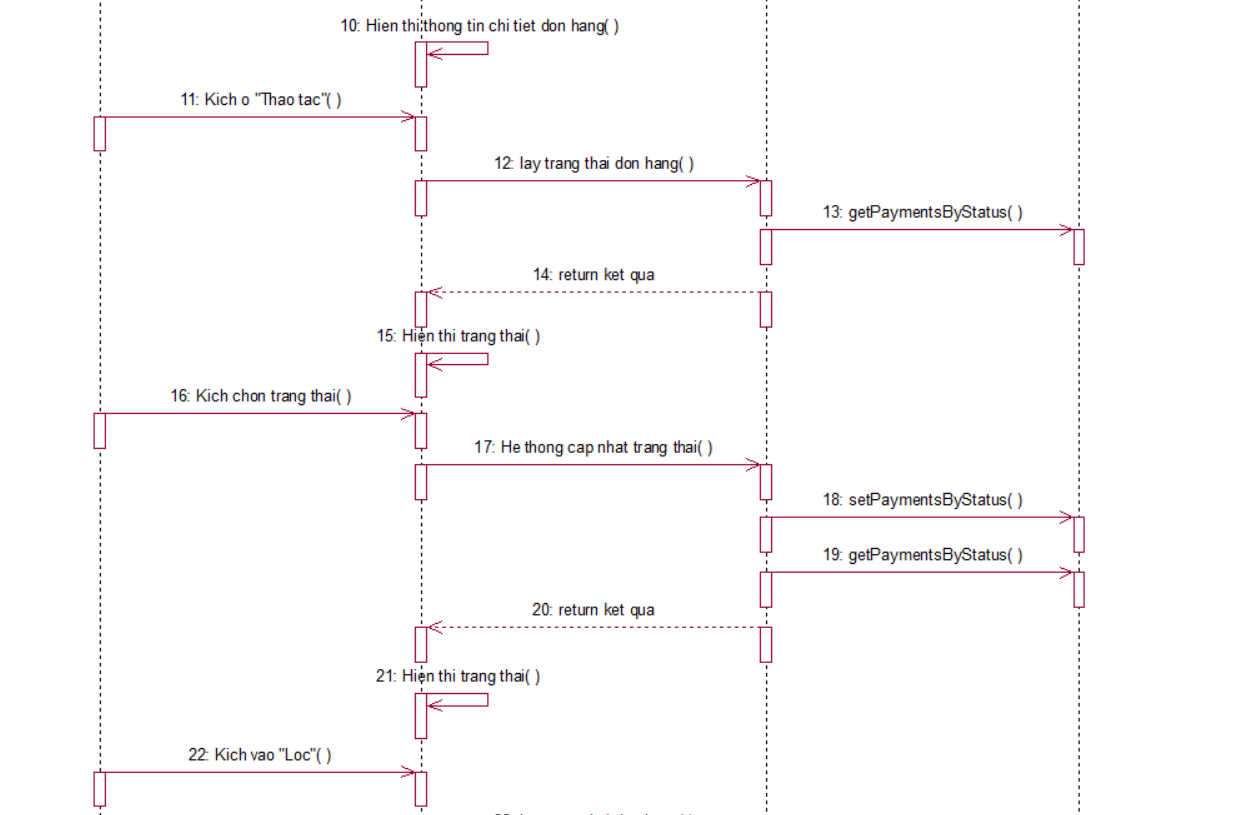 10: Hien thi thong tin chi tiet don hang( )
11: Kich o "Thao tac"( )
12: lay trang thai don hang( )
13: getPaymentsByStatus( )
14: return ket qua
15: Hien thi trang thai( )
16: Kich chon trang thai( )
17: He thong cap nhat trang thai( )
18: setPaymentsByStatus( )
19: getPaymentsByStatus( )
20: return ket qua
21: Hien thi trang thai( )
22: Kich vao "Loc"( )